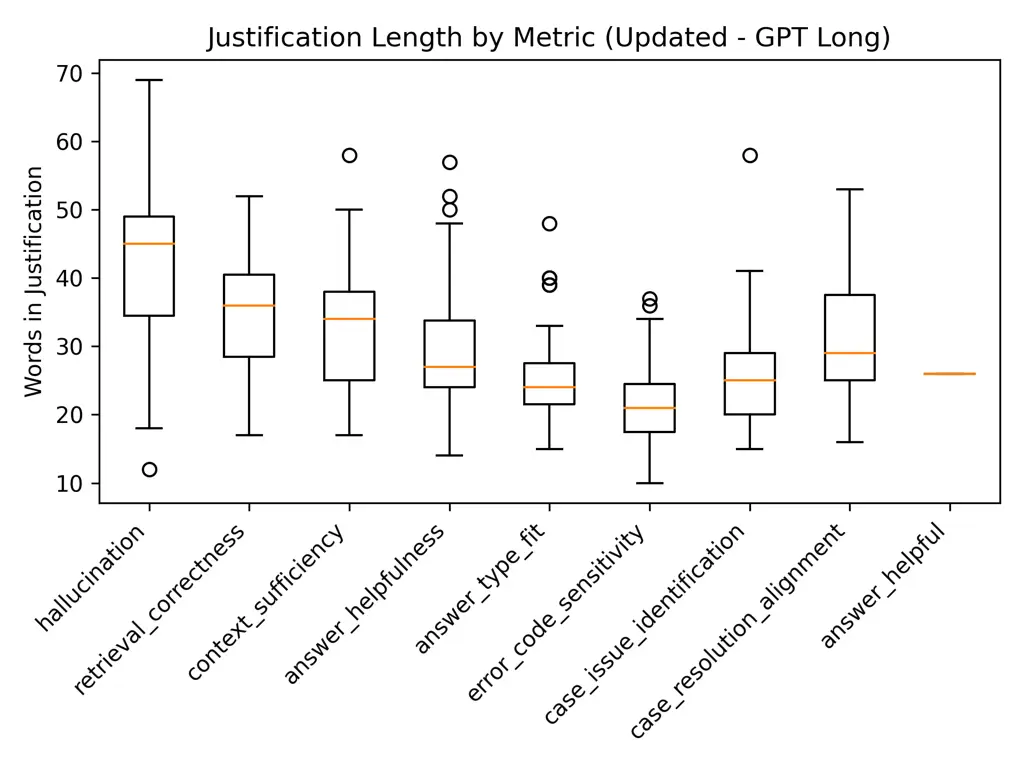 Justification Length by Metric (Updated - GPT Long)
Words in Justification
70
60
50
40
30
20
10
hallucination
retrieval_correctness
context_sufficiency
answer_helpfulness
answer_type_fit
error_code_sensitivity
case_issue_identification
case_resolution_alignment
answer_helpful